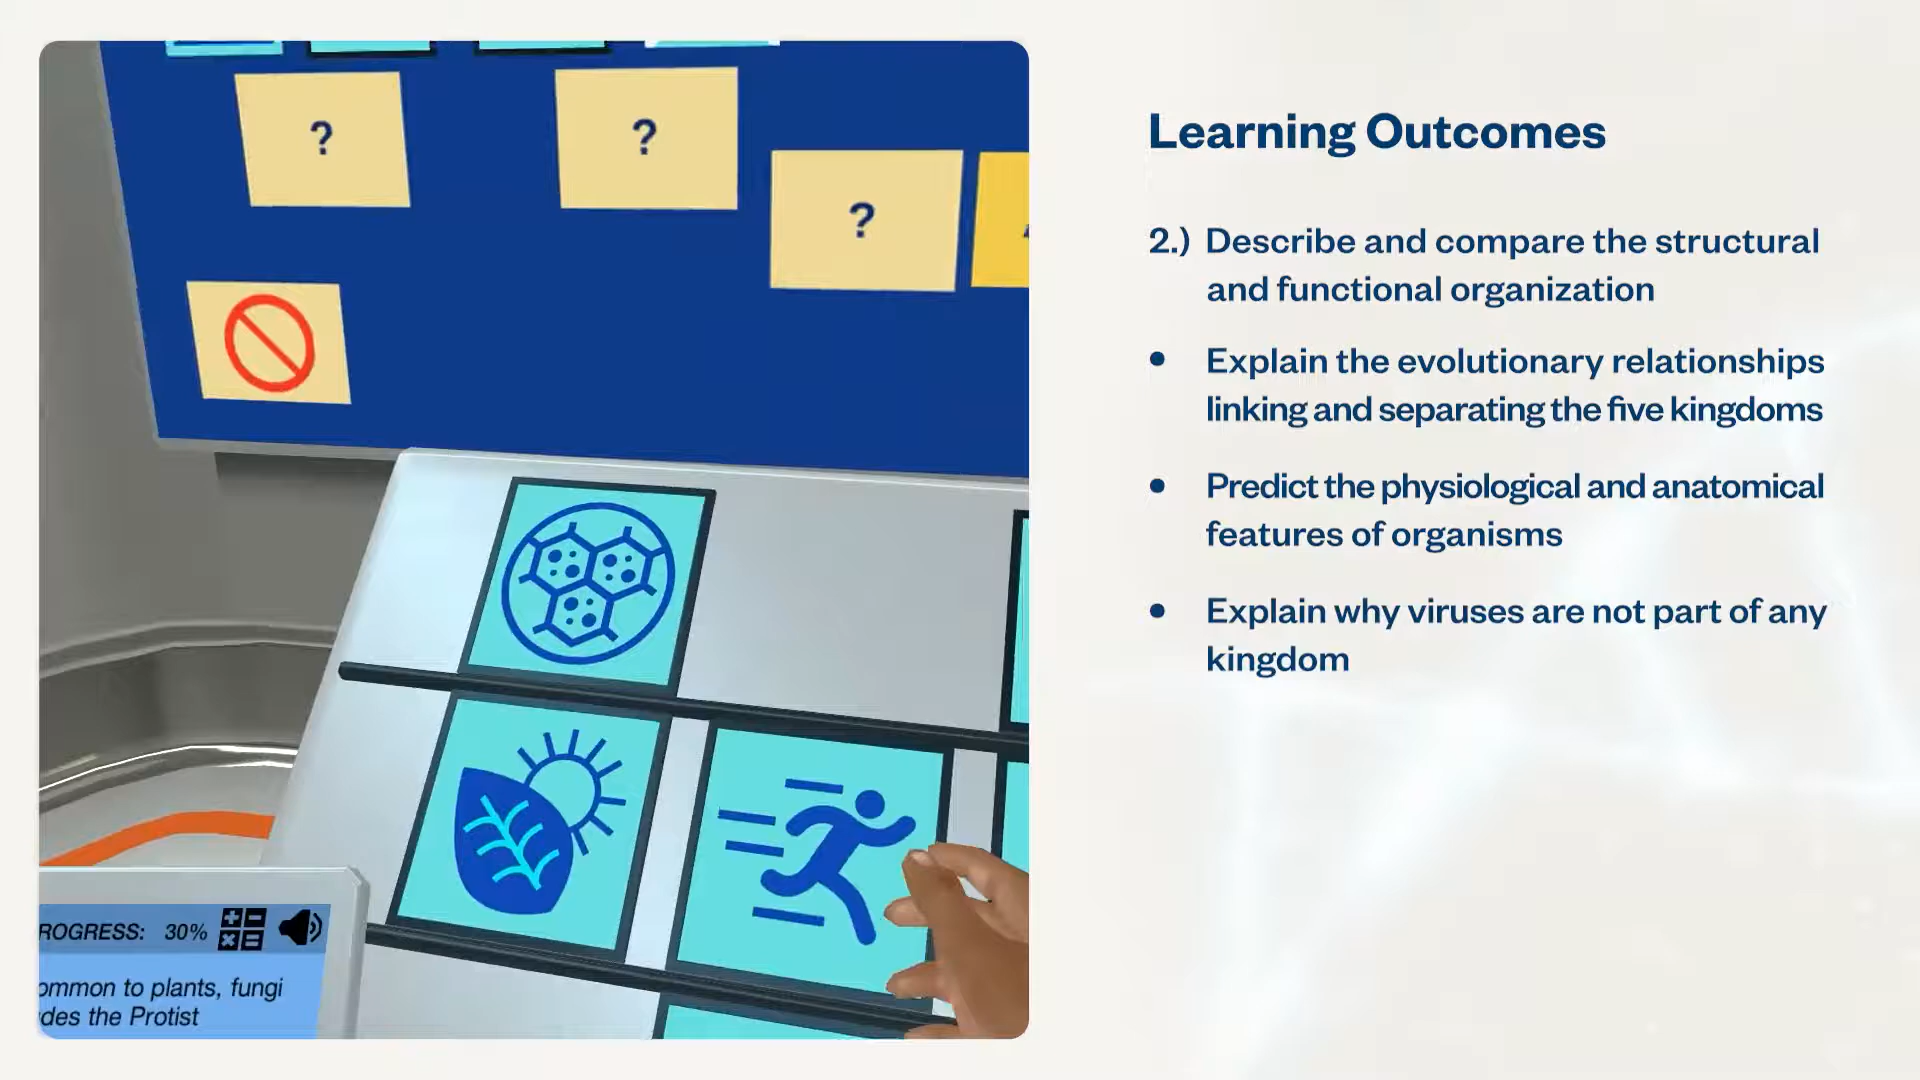 ?
?
?
ROGRESS: 30%
to plants, fungi
the Protist
Learning Outcomes
2.) Describe and compare the structural
and functional organization
• Explain the evolutionary relationships
linking and separating the five kingdoms
• Predict the physiological and anatomical
features of organisms
• Explain why viruses are not part of any
kingdom